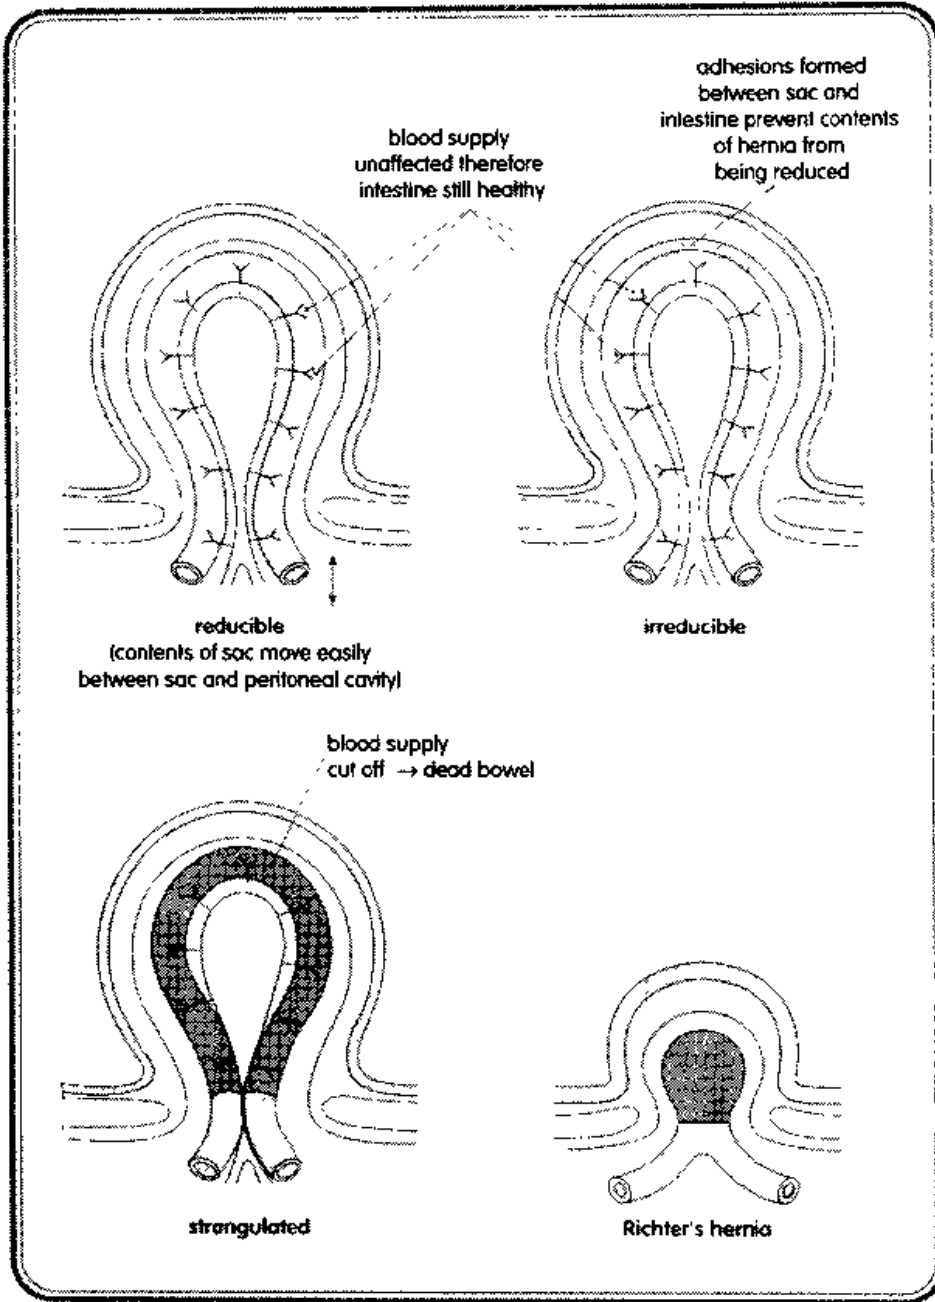 adhesions formed
between sac and
intestine prevent contents
of hernia from
being reduced
blood supply
unaffected therefore
intestine still healthy
reducible
(contents of sac move easily
between sac and peritoneal cavity)
irreducible
blood supply
cut off → dead bowel
strangulated
Richter's hernia